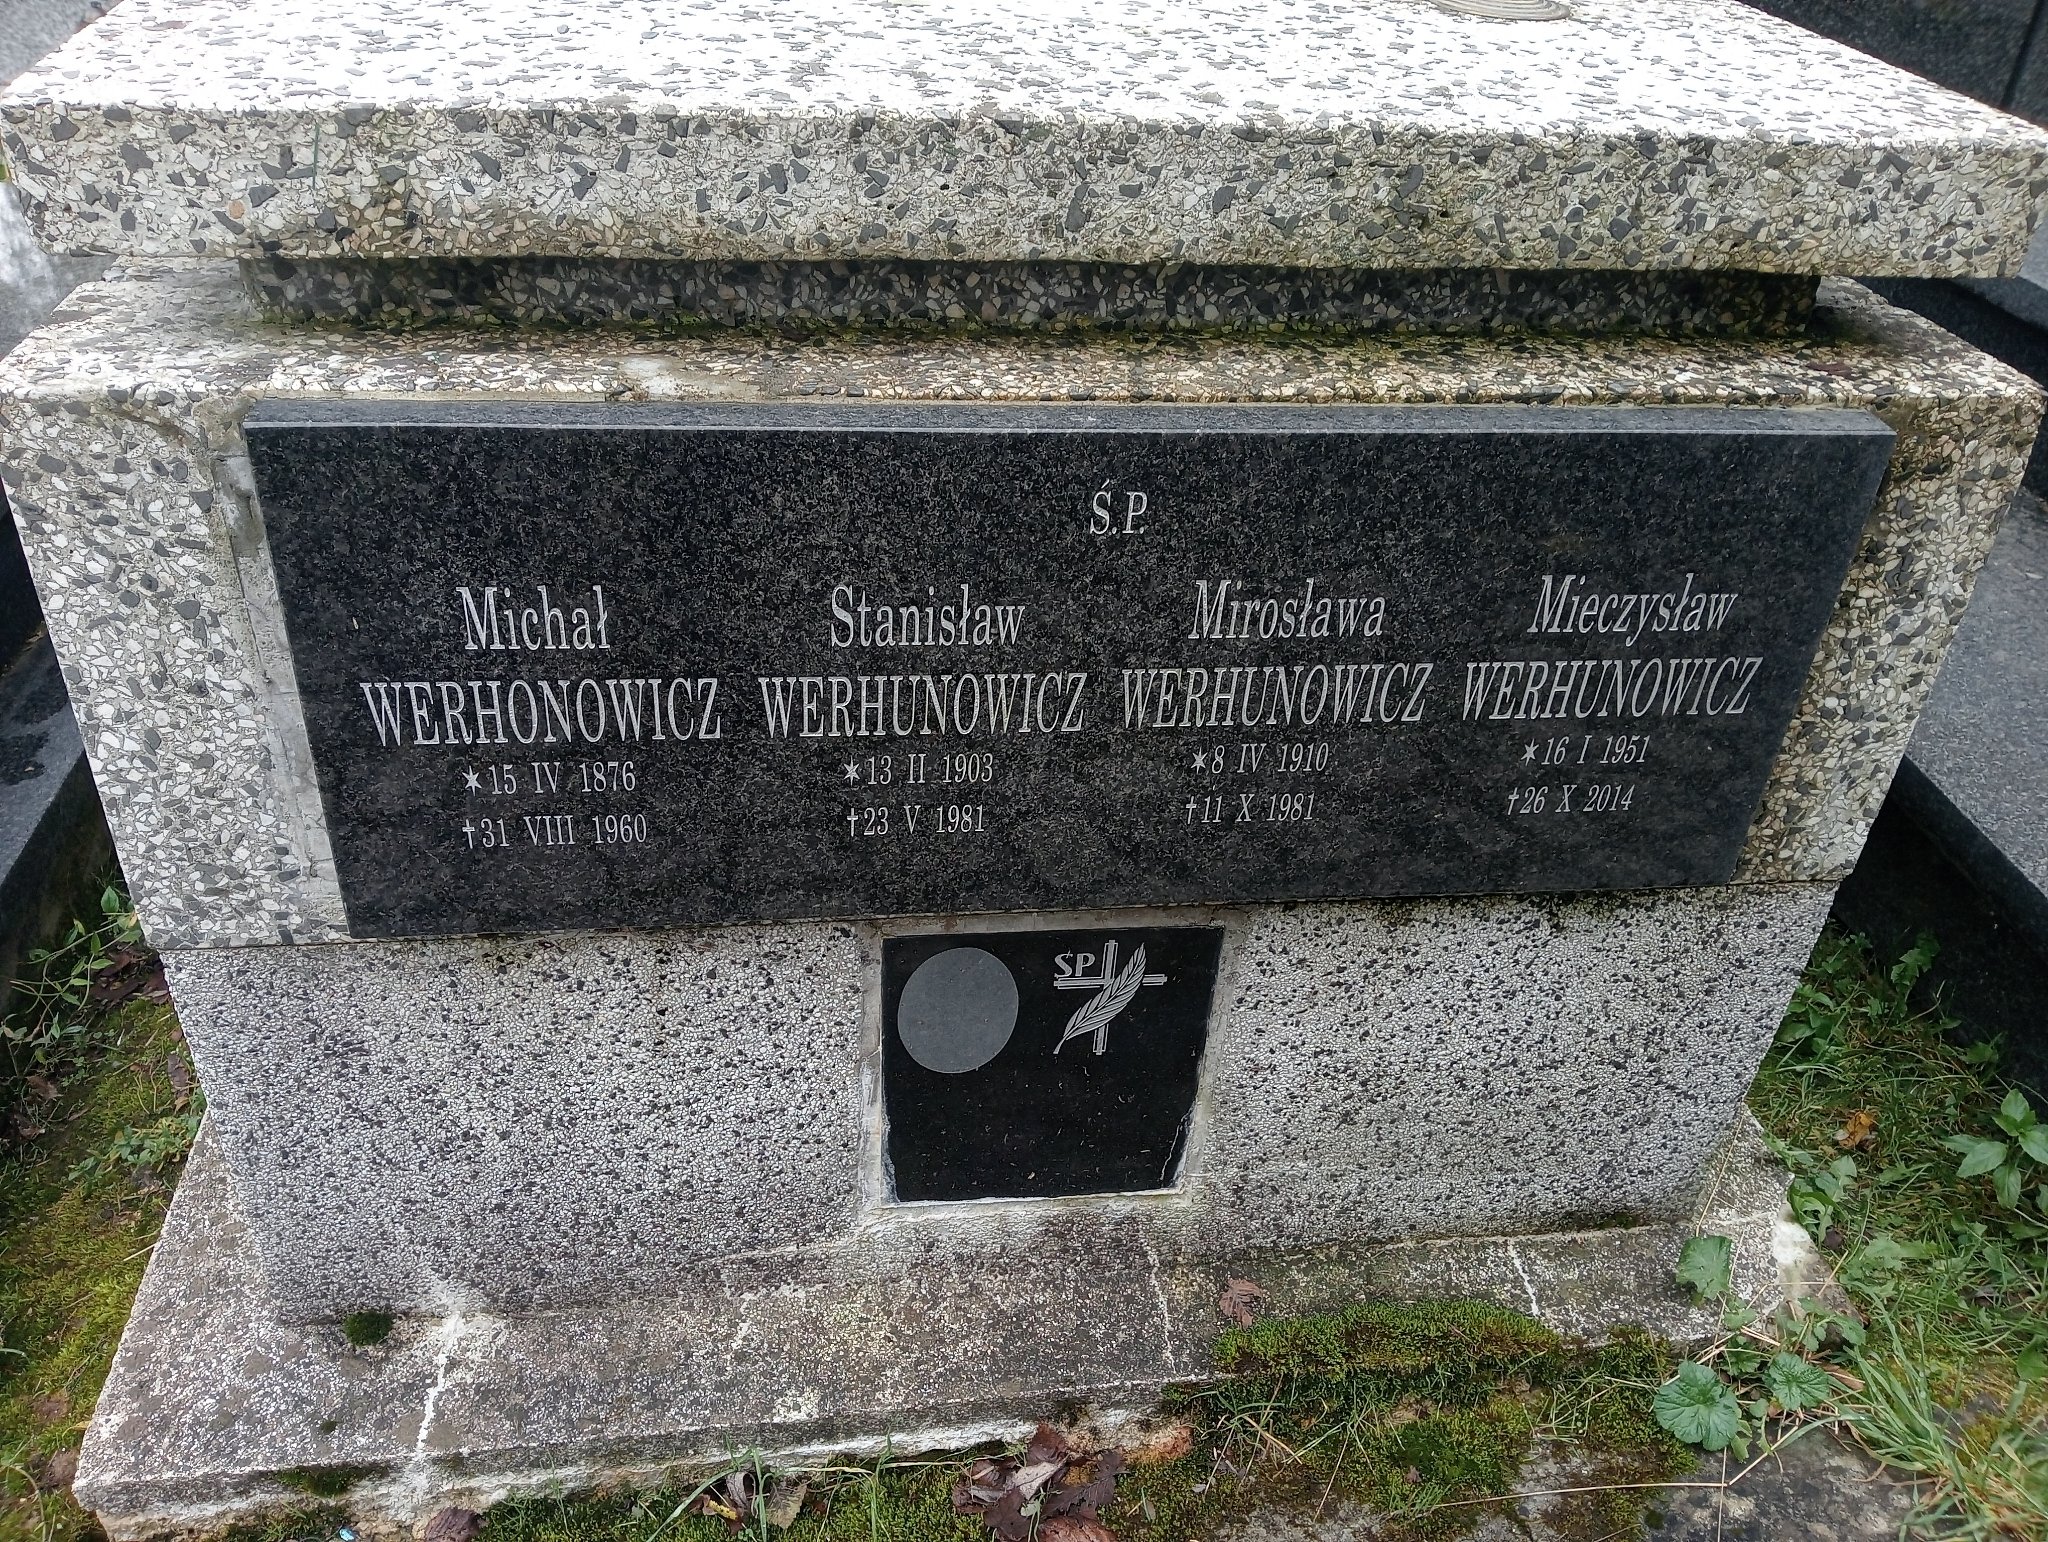 Ś.P.
Michał
WERHONOWICZ
✶15 IV 1876
†31 VIII 1960
Stanisław
WERHUNOWICZ
✶13 II 1903
†23 V 1981
Mirosława
WERHUNOWICZ
✶8 IV 1910
†11 X 1981
Mieczysław
WERHUNOWICZ
✶16 I 1951
†26 X 2014
ŚP